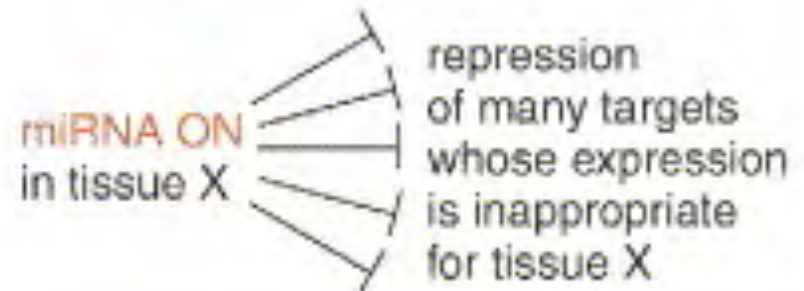 miRNA ON
in tissue X
repression
of many targets
whose expression
is inappropriate
for tissue X